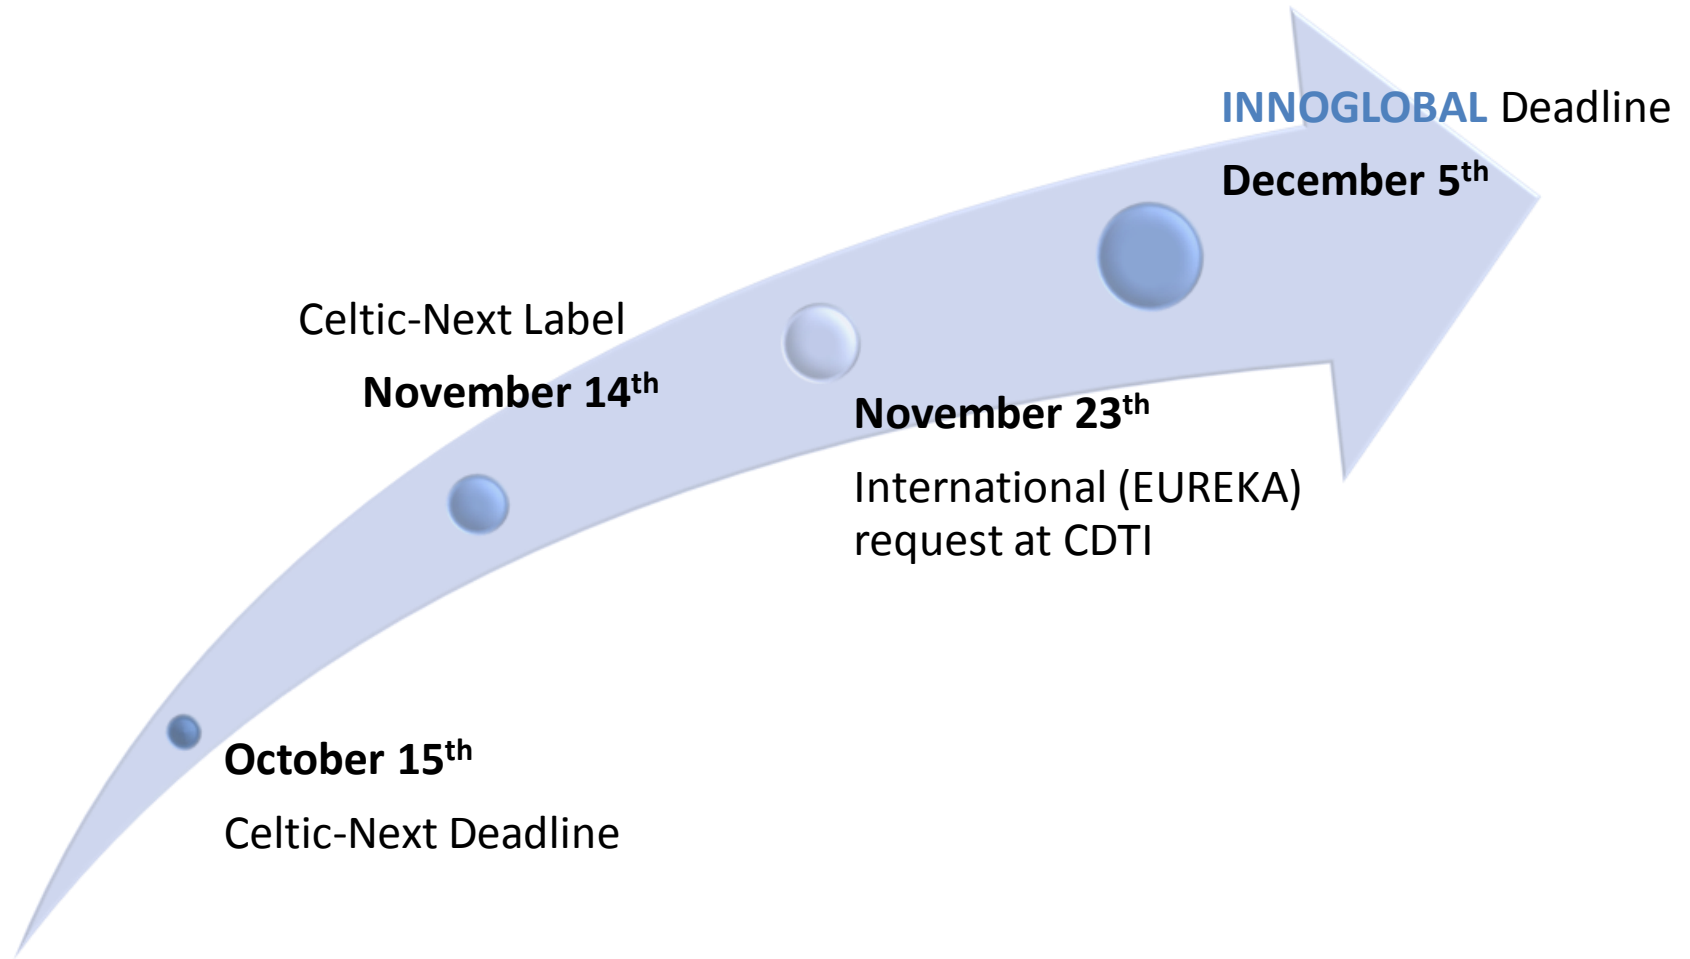 INNOGLOBAL Deadline
December 5th
Celtic-Next Label
November 14th
November 23th
International (EUREKA)
request at CDTI
October 15th
Celtic-Next Deadline